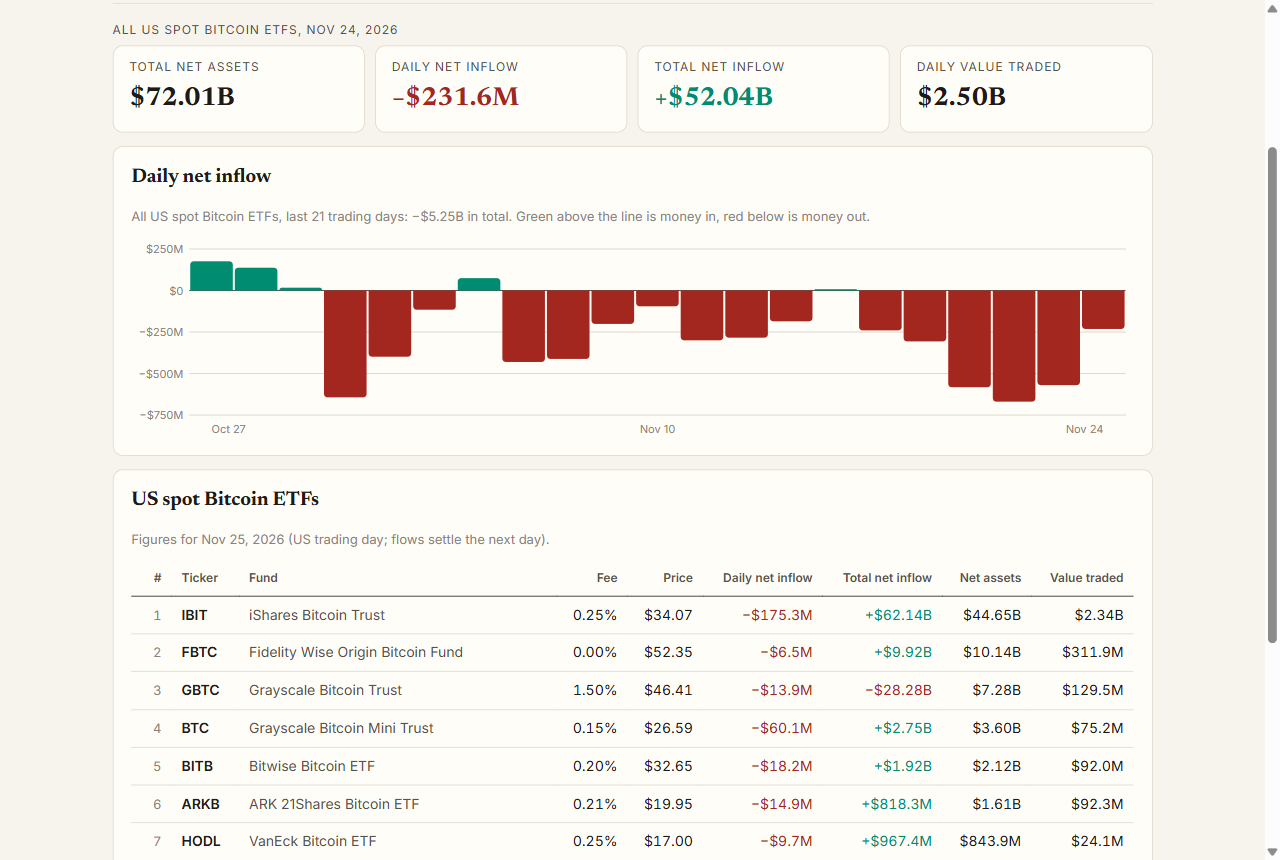 ALL US SPOT BITCOIN ETFS, NOV 24, 2026
TOTAL NET ASSETS
$72.01B
DAILY NET INFLOW
−$231.6M
TOTAL NET INFLOW
+$52.04B
DAILY VALUE TRADED
$2.50B
Daily net inflow
All US spot Bitcoin ETFs, last 21 trading days: −$5.25B in total. Green above the line is money in, red below is money out.
$250M
$0
−$250M
−$500M
−$750M
Oct 27 Nov 10 Nov 24
US spot Bitcoin ETFs
Figures for Nov 25, 2026 (US trading day; flows settle the next day).
# Ticker Fund Fee Price Daily net inflow Total net inflow Net assets Value traded
1 IBIT iShares Bitcoin Trust 0.25% $34.07 −$175.3M +$62.14B $44.65B $2.34B
2 FBTC Fidelity Wise Origin Bitcoin Fund 0.00% $52.35 −$6.5M +$9.92B $10.14B $311.9M
3 GBTC Grayscale Bitcoin Trust 1.50% $46.41 −$13.9M −$28.28B $7.28B $129.5M
4 BTC Grayscale Bitcoin Mini Trust 0.15% $26.59 −$60.1M +$2.75B $3.60B $75.2M
5 BITB Bitwise Bitcoin ETF 0.20% $32.65 −$18.2M +$1.92B $2.12B $92.0M
6 ARKB ARK 21Shares Bitcoin ETF 0.21% $19.95 −$14.9M +$818.3M $1.61B $92.3M
7 HODL VanEck Bitcoin ETF 0.25% $17.00 −$9.7M +$967.4M $843.9M $24.1M